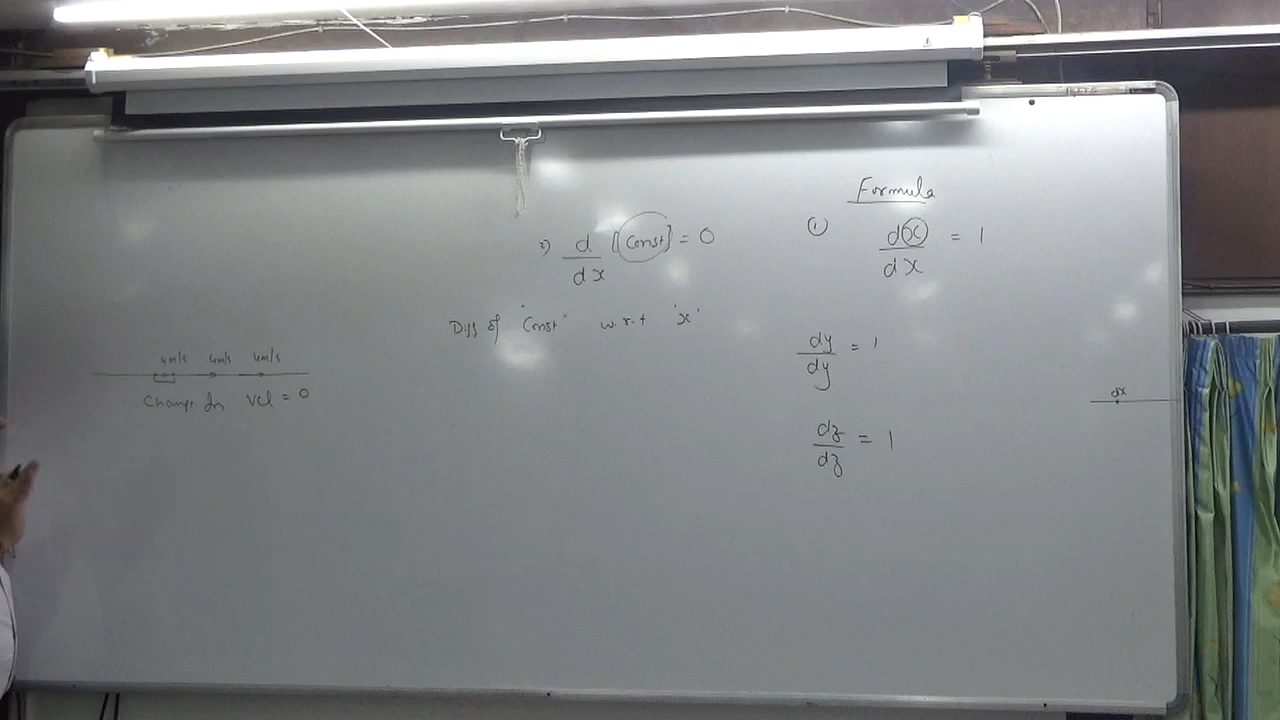 Formula
① d(x)/dx = 1
2) d/dx [Const] = 0
Diff of "Const" w.r.t 'x'
dy/dy = 1
dz/dz = 1
4m/s 4m/s 4m/s
Change In Vel = 0
dx